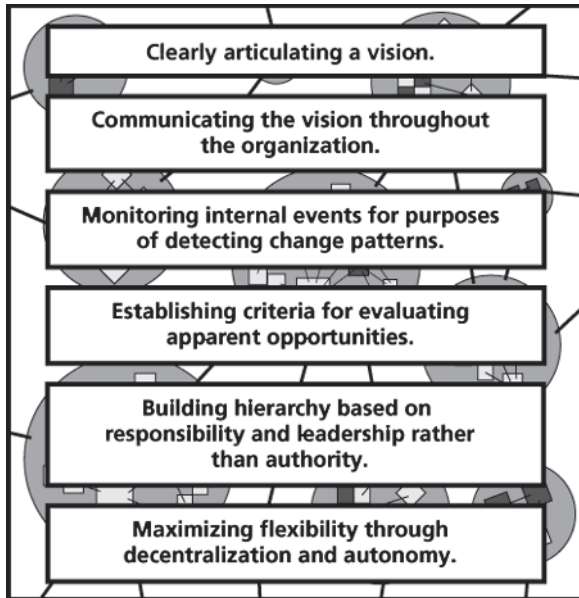 Clearly articulating a vision.
Communicating the vision throughout
the organization.
Monitoring internal events for purposes
of detecting change patterns.
Establishing criteria for evaluating
apparent opportunities.
Building hierarchy based on
responsibility and leadership rather
than authority.
Maximizing flexibility through
decentralization and autonomy.